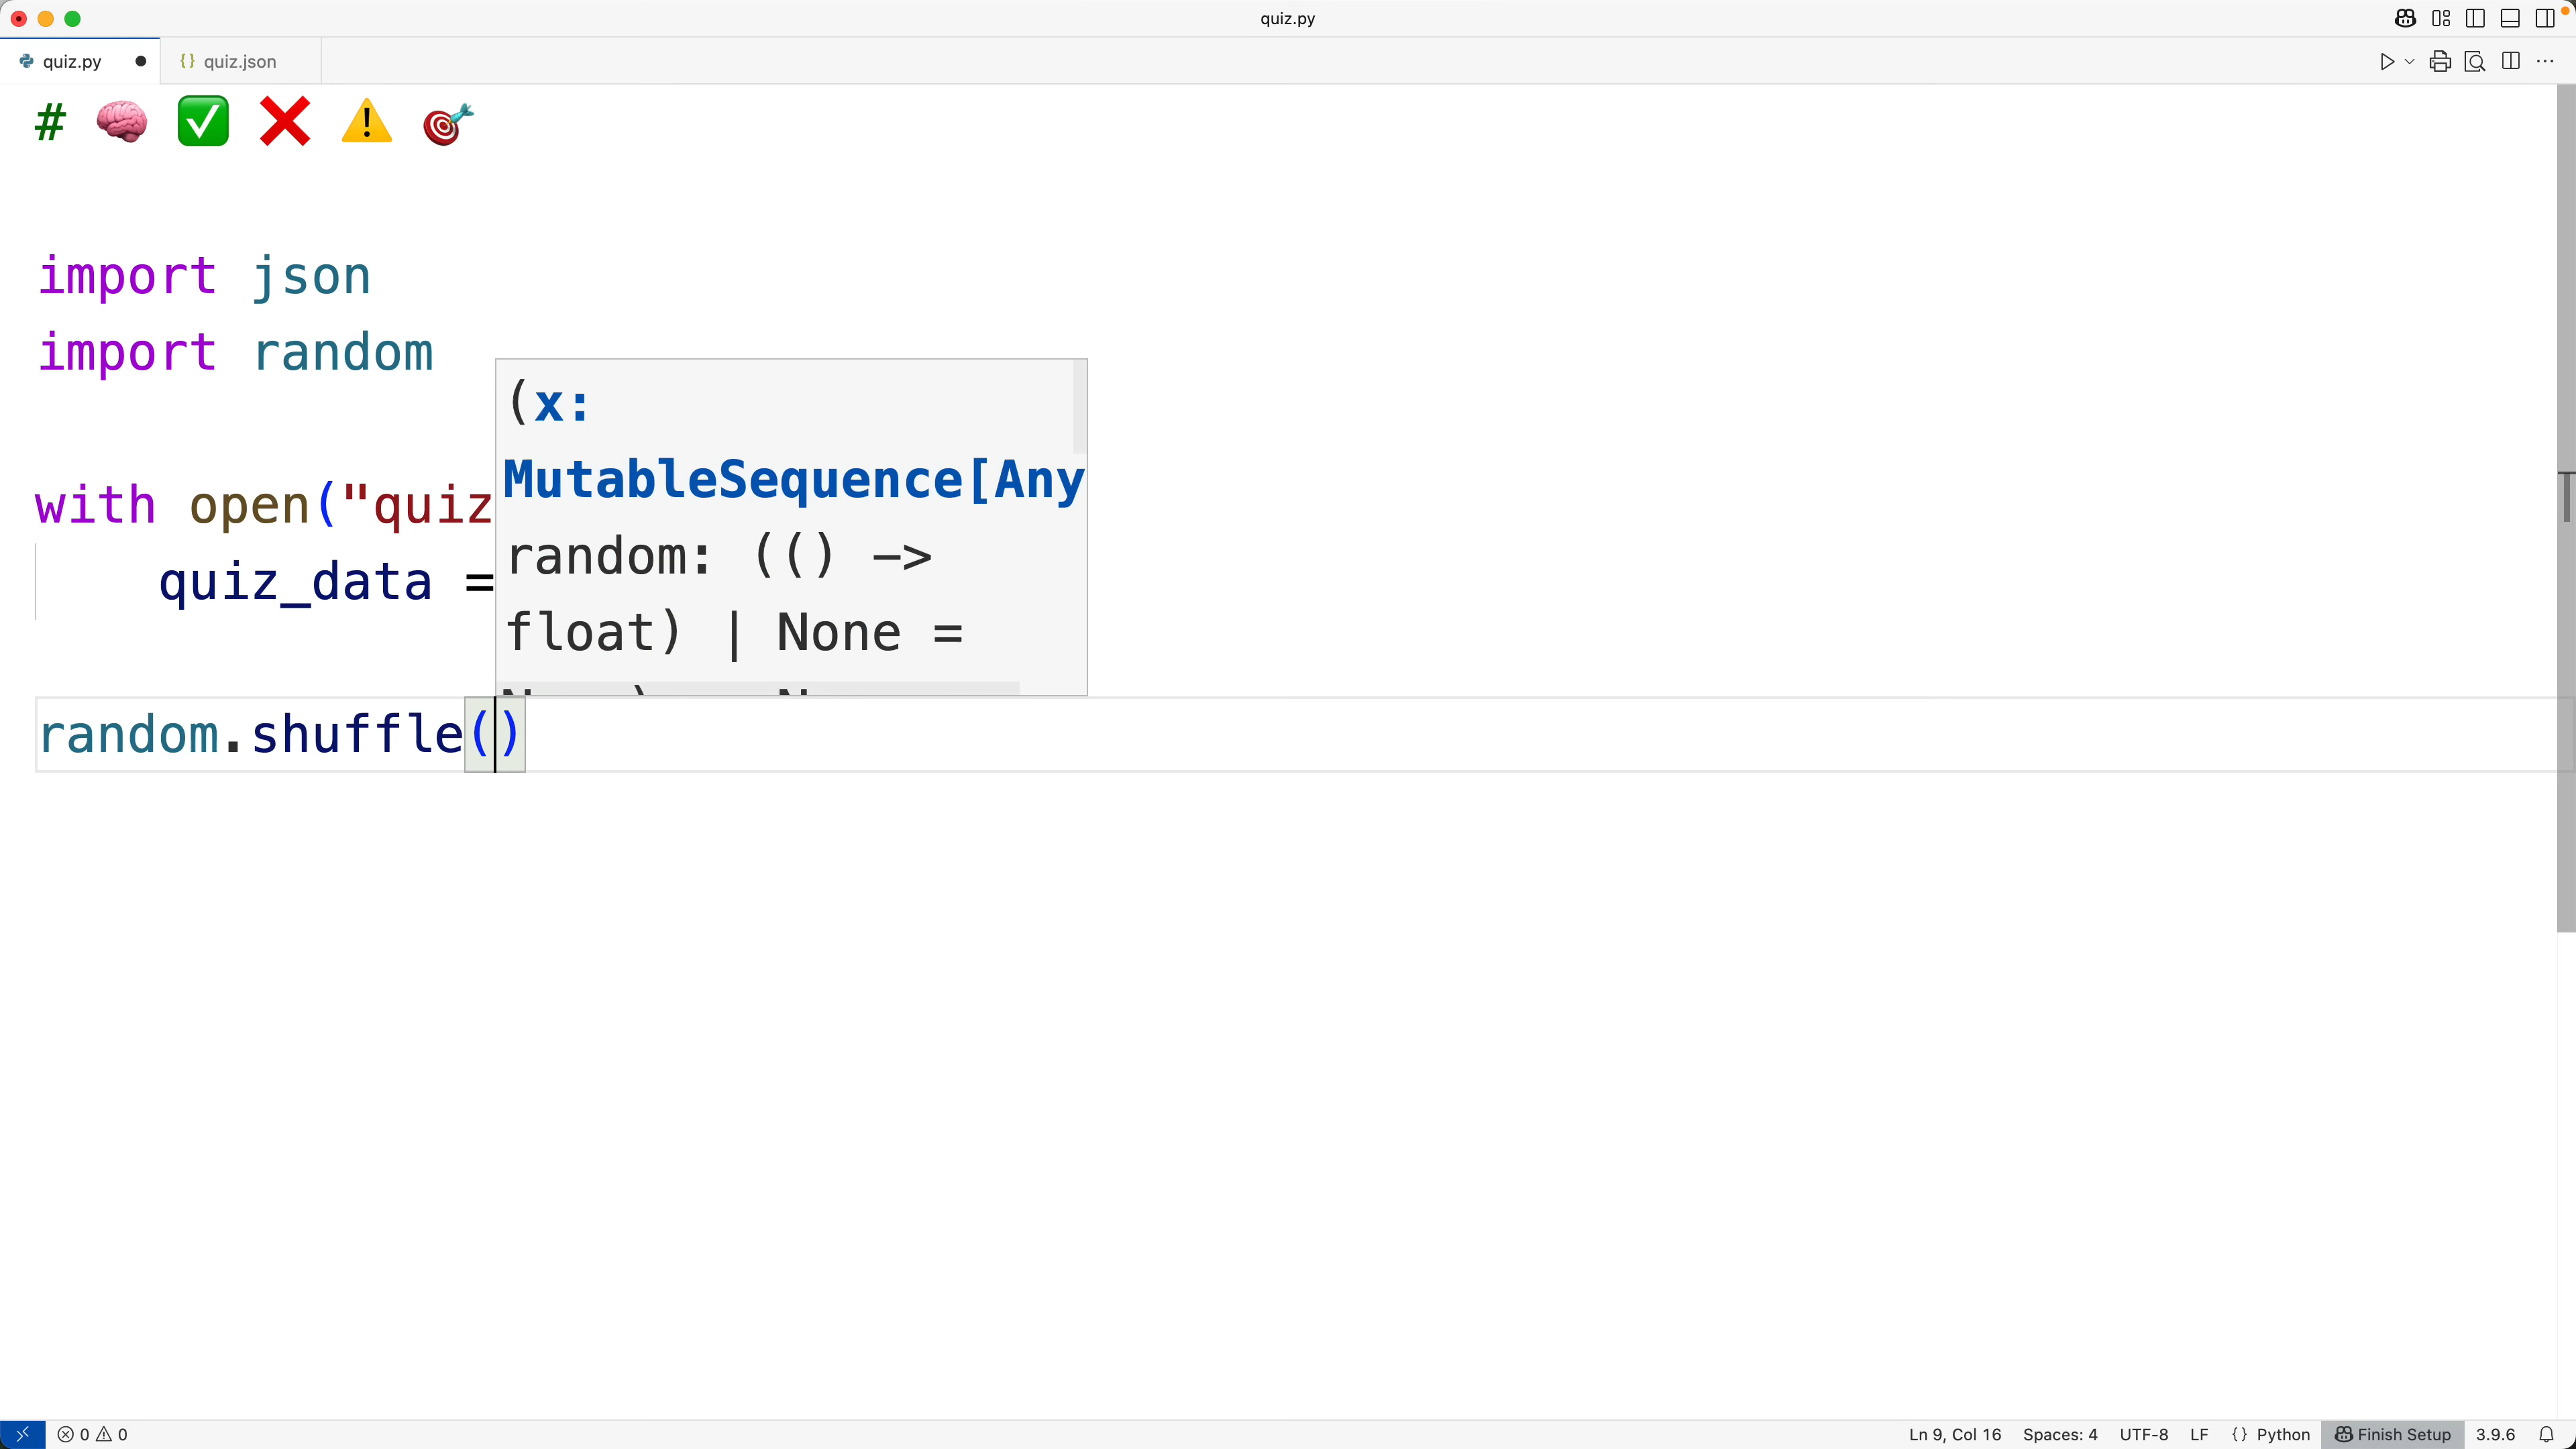 quiz.py
quiz.py
quiz.json
# 🧠 ✅ ❌ ⚠️ 🎯
import json
import random
with open("quiz
quiz_data =
(x:
MutableSequence[Any
random: (() ->
float) | None =
random.shuffle()
0 0
Ln 9, Col 16 Spaces: 4 UTF-8 LF {} Python Finish Setup 3.9.6